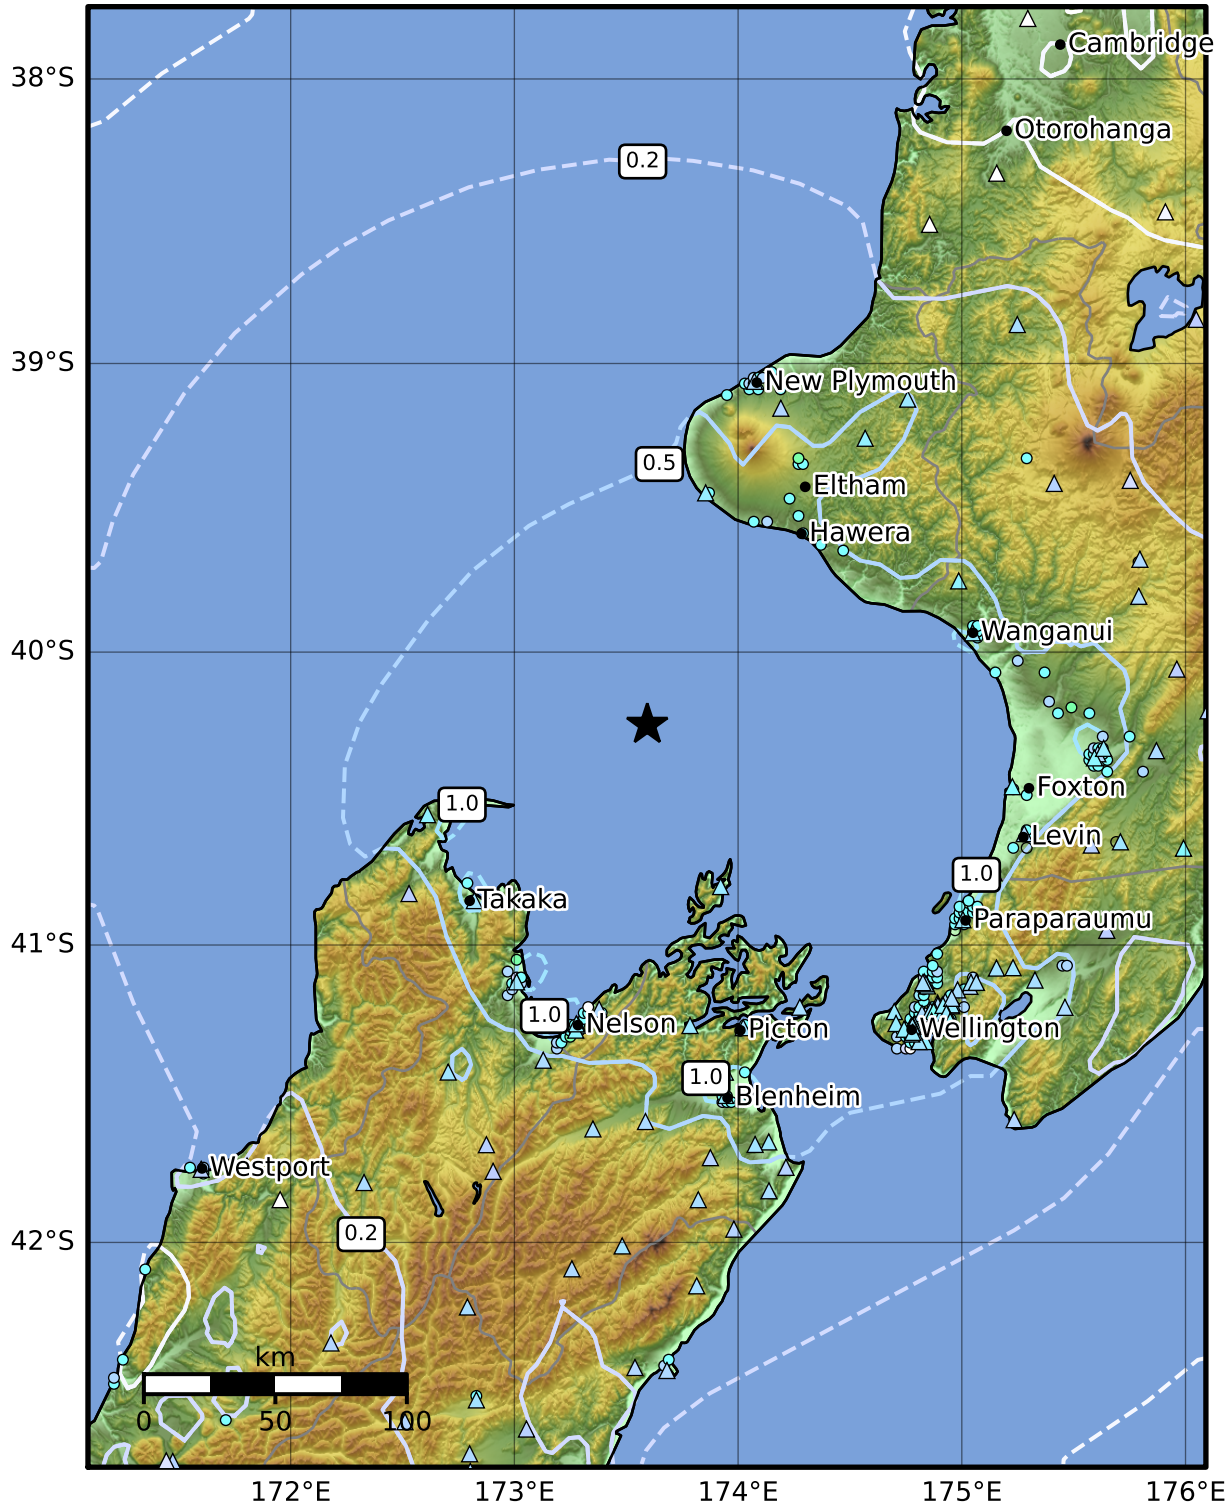 Cambridge
38°S
Otorohanga
0.2
39°S
New Plymouth
0.5
Eltham
Hawera
Wanganui
40°S
Foxton
1.0
Levin
1.0
Takaka
Paraparaumu
41°S
1.0
Nelson
Picton
Wellington
1.0
Blenheim
Westport
0.2
42°S
km
0 50 100
172°E 173°E 174°E 175°E 176°E